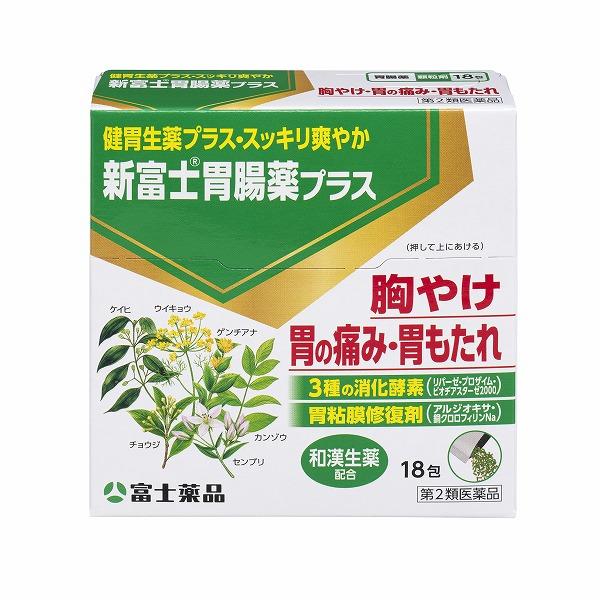 健胃生薬プラス・スッキリ爽やか
新富士胃腸薬プラス
胃腸薬 顆粒剤 18包
胸やけ・胃の痛み・胃もたれ
第2類医薬品
健胃生薬プラス・スッキリ爽やか
新富士®胃腸薬プラス
(押して上にあける)
胸やけ
胃の痛み・胃もたれ
3種の消化酵素(リパーゼ・プロザイム・ビオヂアスターゼ2000)
胃粘膜修復剤(アルジオキサ・銅クロロフィリンNa)
ケイヒ
ウイキョウ
ゲンチアナ
カンゾウ
チョウジ
センブリ
和漢生薬
配合
18包
富士薬品
第2類医薬品